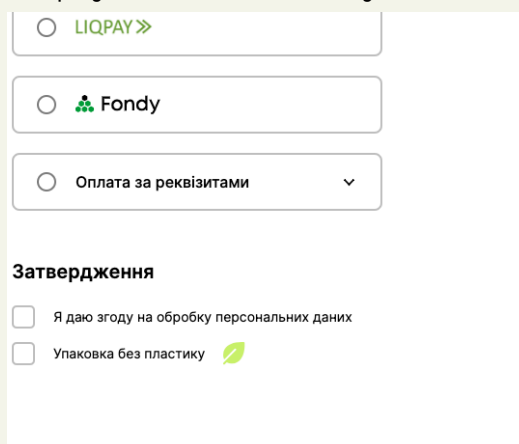 LIQPAY
Fondy
Оплата за реквізитами
Затвердження
Я даю згоду на обробку персональних даних
Упаковка без пластику